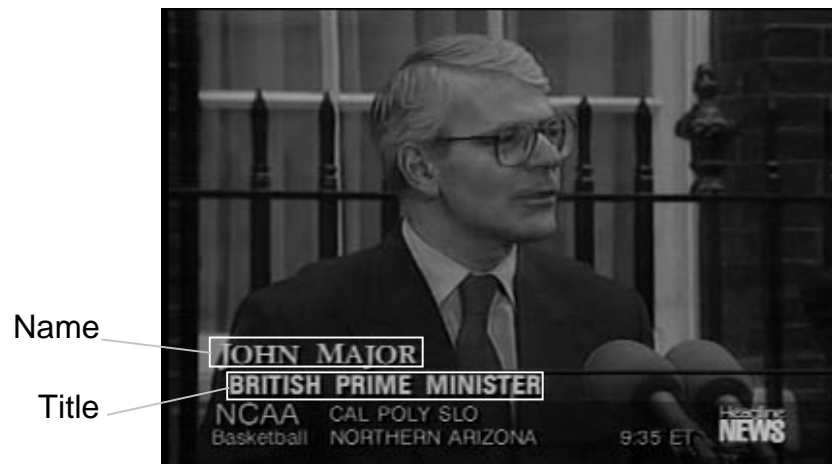 Name
JOHN MAJOR
Title
BRITISH PRIME MINISTER
NCAA CAL POLY SLO
Basketball NORTHERN ARIZONA 9:35 ET
Headline
NEWS